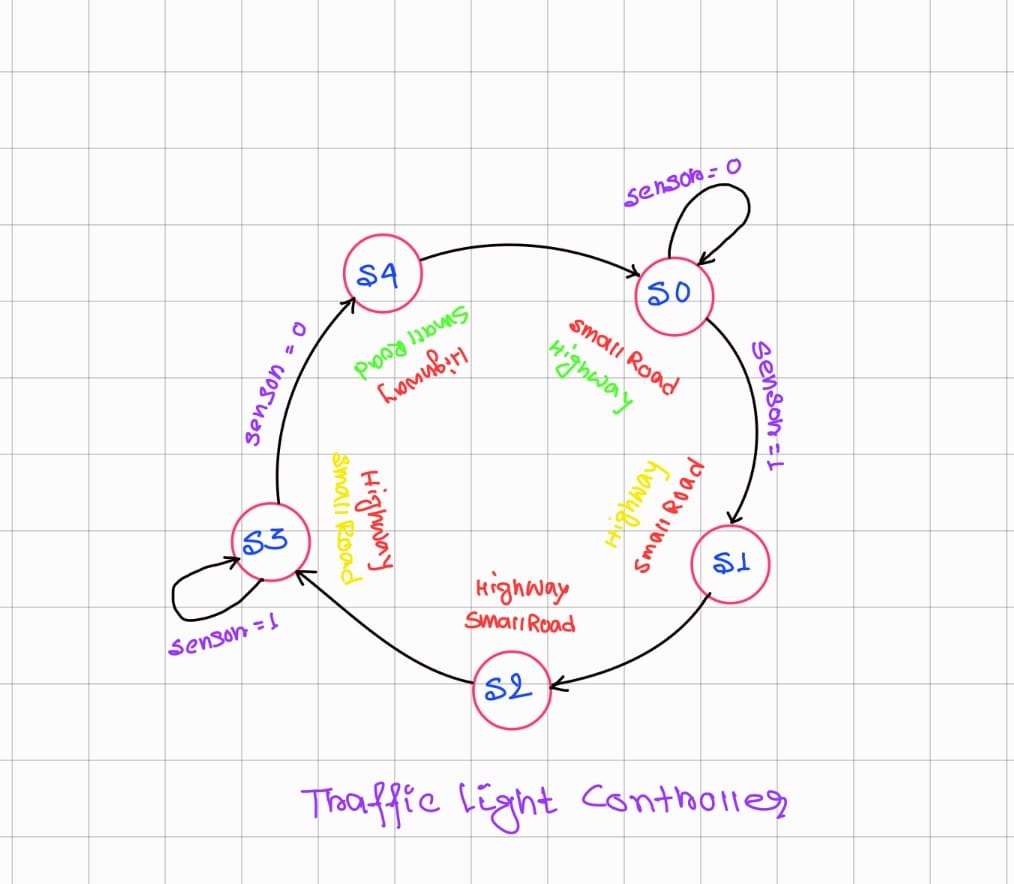 sensor = 0
S4
S0
Small Road
Highway
small Road
Highway
sensor = 0
sensor = 1
small Road
Highway
Highway
Small Road
S3
S1
Highway
Small Road
sensor = 1
S2
Traffic Light Controller